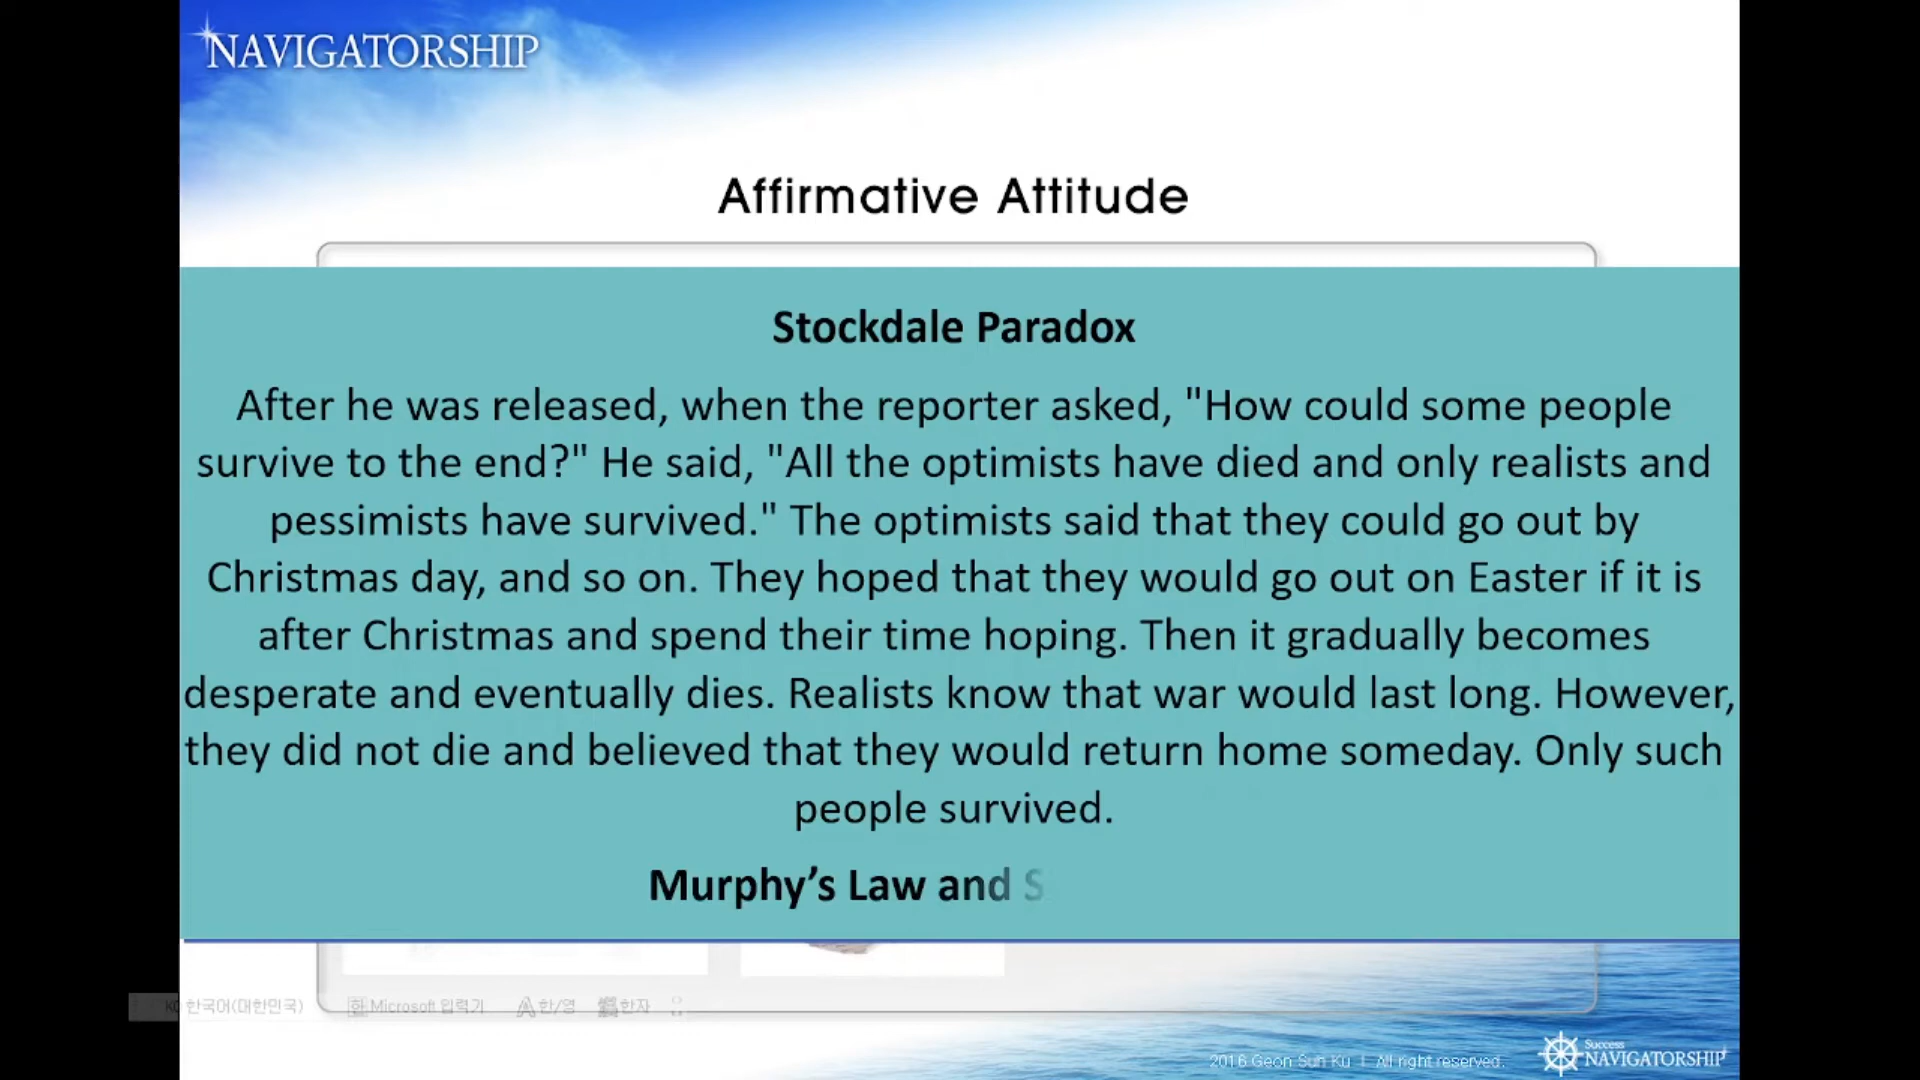 NAVIGATORSHIP
Affirmative Attitude
Stockdale Paradox
After he was released, when the reporter asked, "How could some people
survive to the end?" He said, "All the optimists have died and only realists and
pessimists have survived." The optimists said that they could go out by
Christmas day, and so on. They hoped that they would go out on Easter if it is
after Christmas and spend their time hoping. Then it gradually becomes
desperate and eventually dies. Realists know that war would last long. However,
they did not die and believed that they would return home someday. Only such
people survived.
Murphy's Law and S
KO 한국어(대한민국) 한 Microsoft 입력기 A 한/영 한자
2016 Geon Suh Ku | All right reserved.
Success
NAVIGATORSHIP